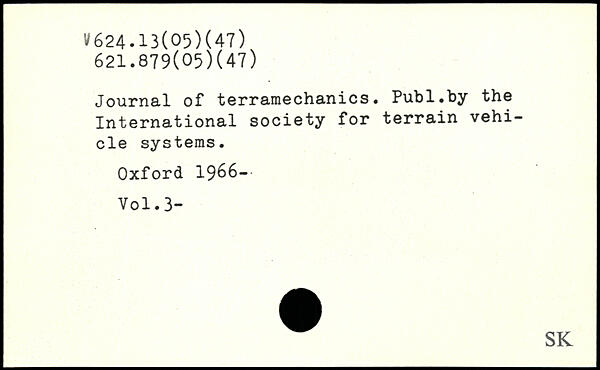 V624.13(05)(47)
621.879(05)(47)
Journal of terramechanics. Publ.by the
International society for terrain vehi-
cle systems.
Oxford 1966-
Vol.3-
SK